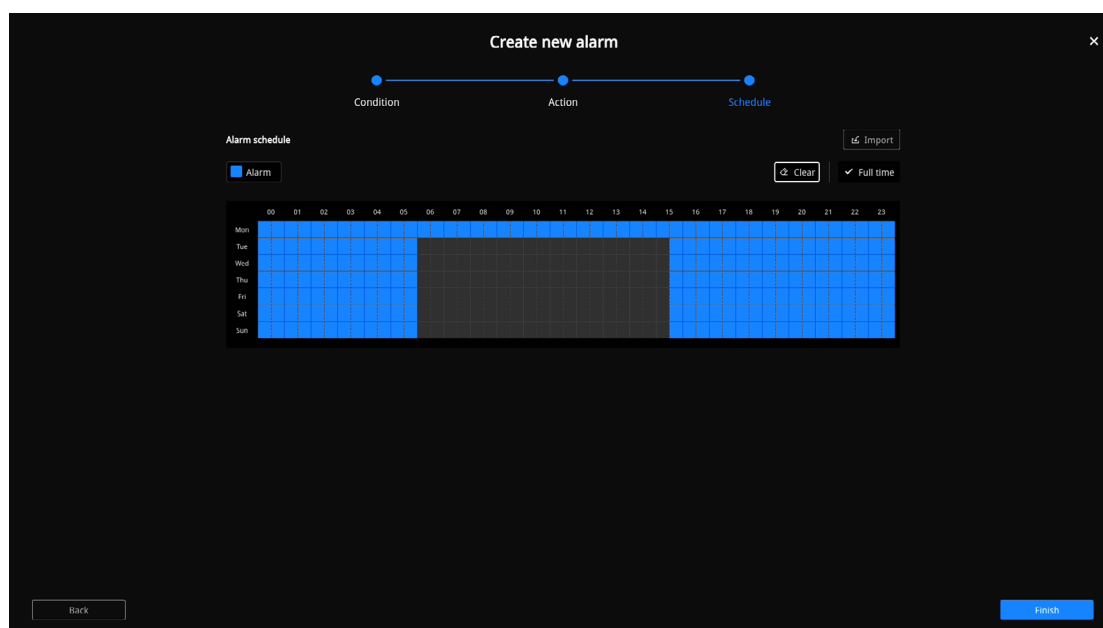 Create new alarm
Condition Action Schedule
Alarm schedule Import
Alarm Clear Full time
00 01 02 03 04 05 06 07 08 09 10 11 12 13 14 15 16 17 18 19 20 21 22 23
Mon
Tue
Wed
Thu
Fri
Sat
Sun
Back Finish